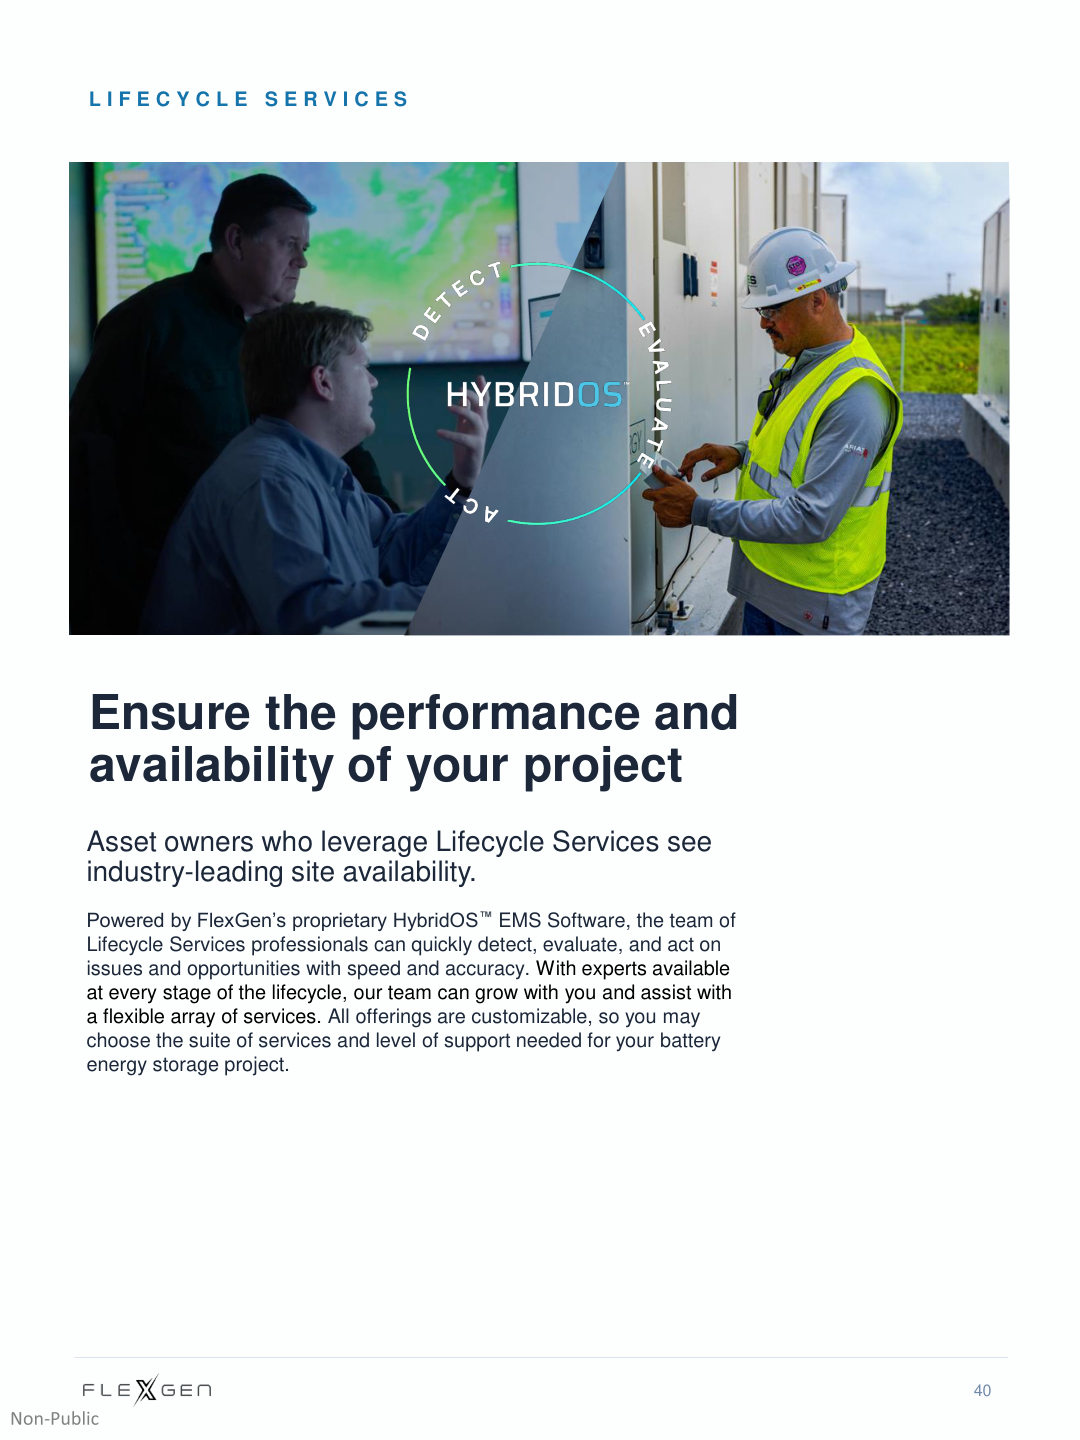 LIFECYCLE SERVICES
DETECT
EVALUATE
HYBRIDOS™
ACT
STOP
RGY
ARIAT
Ensure the performance and
availability of your project
Asset owners who leverage Lifecycle Services see
industry-leading site availability.
Powered by FlexGen’s proprietary HybridOS™ EMS Software, the team of
Lifecycle Services professionals can quickly detect, evaluate, and act on
issues and opportunities with speed and accuracy. With experts available
at every stage of the lifecycle, our team can grow with you and assist with
a flexible array of services. All offerings are customizable, so you may
choose the suite of services and level of support needed for your battery
energy storage project.
FLEXGEN
40
Non-Public